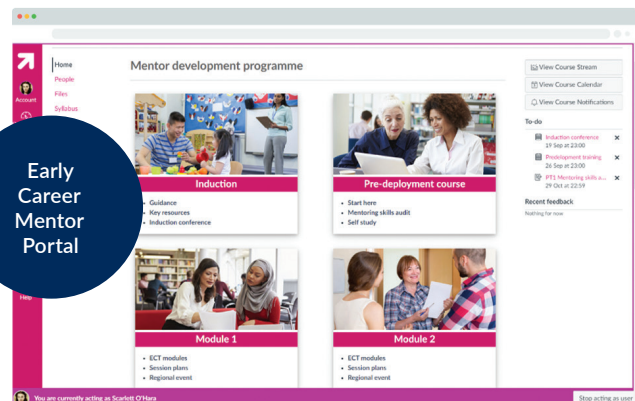 Home
People
Files
Syllabus
Account
Help
Early
Career
Mentor
Portal
Mentor development programme
Induction
• Guidance
• Key resources
• Induction conference
Pre-deployment course
• Start here
• Mentoring skills audit
• Self study
Module 1
• ECT modules
• Session plans
• Regional event
Module 2
• ECT modules
• Session plans
• Regional event
View Course Stream
View Course Calendar
View Course Notifications
To-do
Induction conference
19 Sep at 23:00
Predelopment training
26 Sep at 23:00
PT1 Mentoring skills a...
29 Oct at 22:59
Recent feedback
Nothing for now
You are currently acting as Scarlett O'Hara
Stop acting as user